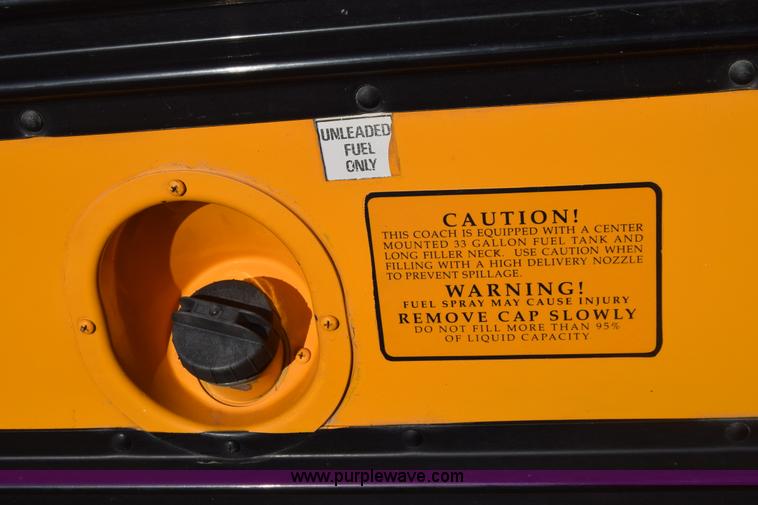 UNLEADED
FUEL
ONLY
CAUTION!
THIS COACH IS EQUIPPED WITH A CENTER
MOUNTED 33 GALLON FUEL TANK AND
LONG FILLER NECK. USE CAUTION WHEN
FILLING WITH A HIGH DELIVERY NOZZLE
TO PREVENT SPILLAGE.
WARNING!
FUEL SPRAY MAY CAUSE INJURY
REMOVE CAP SLOWLY
DO NOT FILL MORE THAN 95%
OF LIQUID CAPACITY
www.purplewave.com